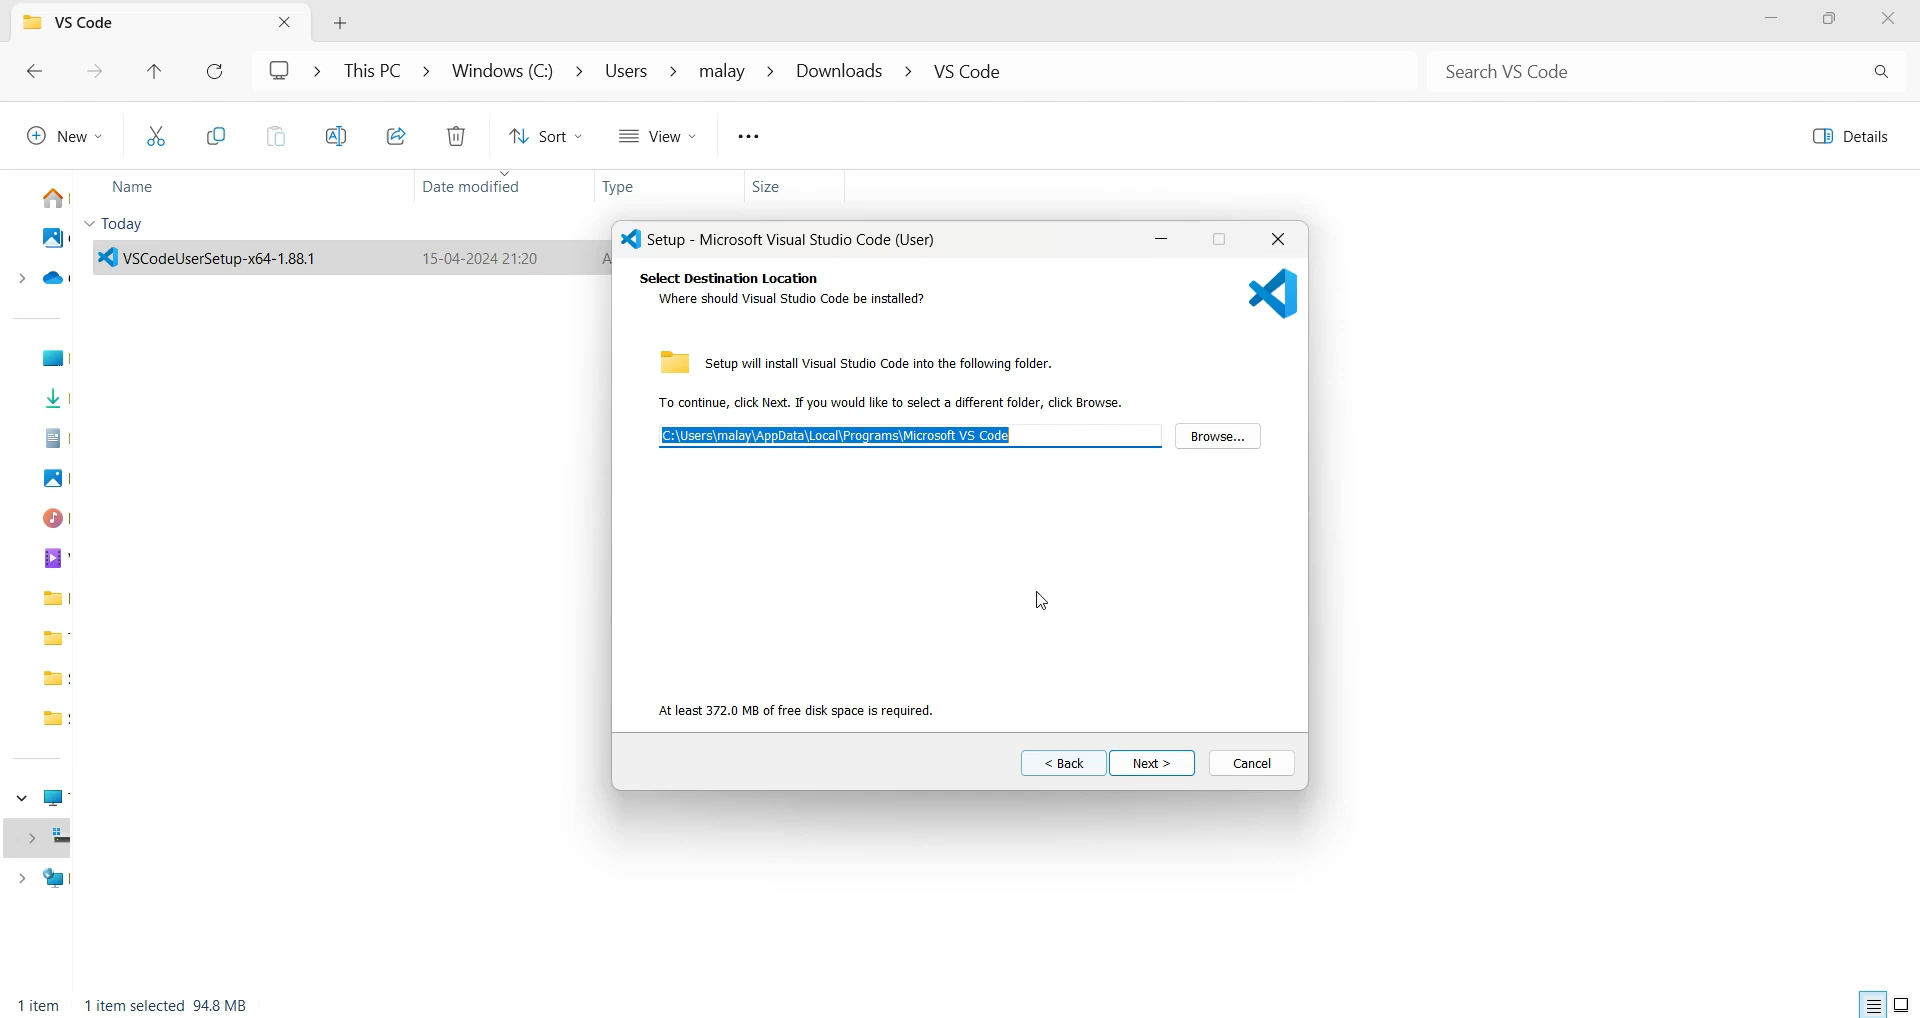 VS Code
This PC > Windows (C:) > Users > malay > Downloads > VS Code
Search VS Code
New
Sort
View
Details
Name
Date modified
Type
Size
Today
VSCodeUserSetup-x64-1.88.1
15-04-2024 21:20
Setup - Microsoft Visual Studio Code (User)
Select Destination Location
Where should Visual Studio Code be installed?
Setup will install Visual Studio Code into the following folder.
To continue, click Next. If you would like to select a different folder, click Browse.
C:\Users\malay\AppData\Local\Programs\Microsoft VS Code
Browse...
At least 372.0 MB of free disk space is required.
< Back
Next >
Cancel
1 item
1 item selected 94.8 MB